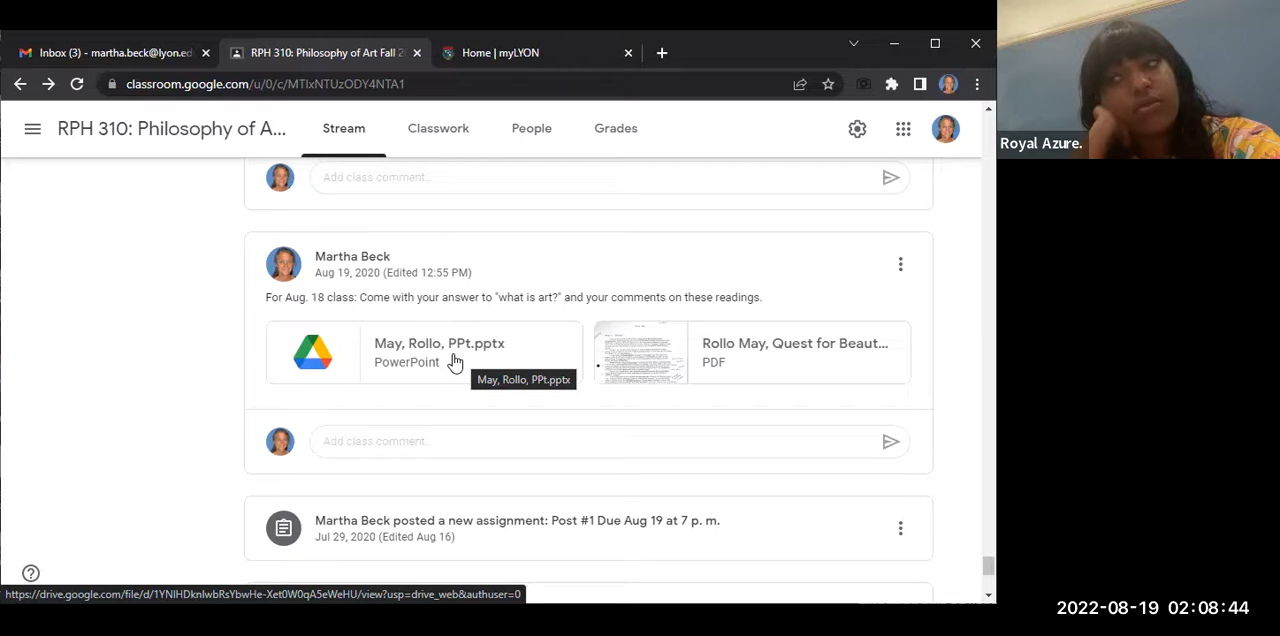 Inbox (3) - martha.beck@lyon.ed
RPH 310: Philosophy of Art Fall 2
Home | myLYON
classroom.google.com/u/0/c/MTIxNTUzODY4NTA1
RPH 310: Philosophy of A...
Stream
Classwork
People
Grades
Royal Azure.
Add class comment...
Martha Beck
Aug 19, 2020 (Edited 12:55 PM)
For Aug. 18 class: Come with your answer to "what is art?" and your comments on these readings.
May, Rollo, PPt.pptx
PowerPoint
May, Rollo, PPt.pptx
Rollo May, Quest for Beaut...
PDF
Add class comment...
Martha Beck posted a new assignment: Post #1 Due Aug 19 at 7 p. m.
Jul 29, 2020 (Edited Aug 16)
https://drive.google.com/file/d/1YNIHDknlwbRsYbwHe-Xet0W0qA5eWeHU/view?usp=drive_web&authuser=0
2022-08-19 02:08:44